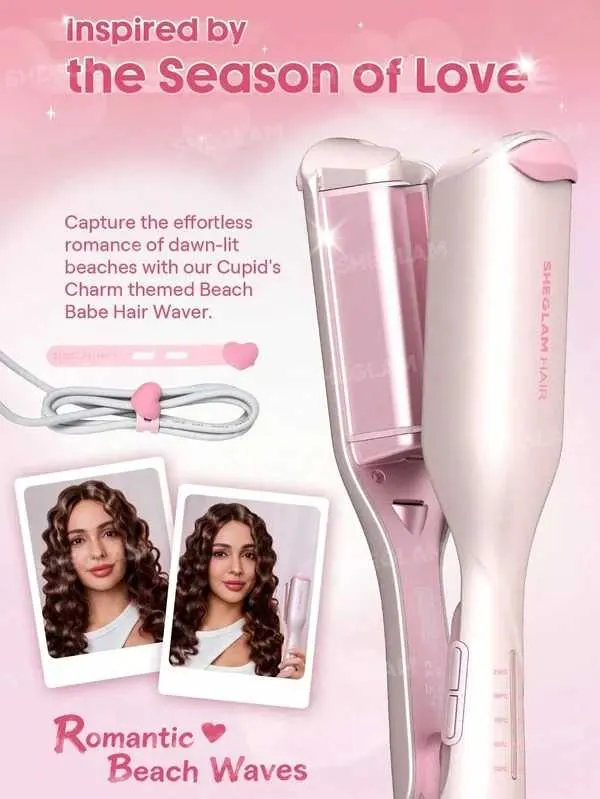 Inspired by
the Season of Love
Capture the effortless
romance of dawn-lit
beaches with our Cupid's
Charm themed Beach
Babe Hair Waver.
SHEGLAM HAIR
Romantic
Beach Waves